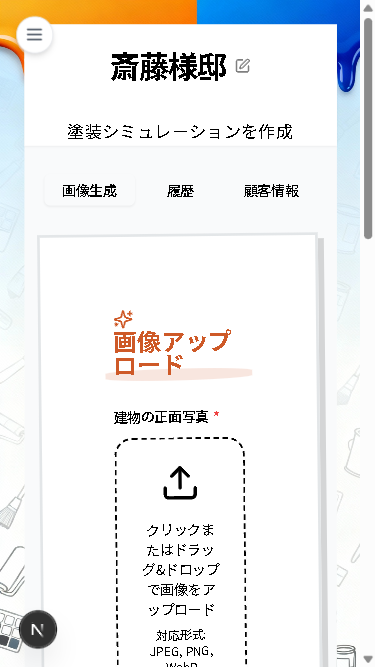 斎藤様邸
塗装シミュレーションを作成
画像生成
履歴
顧客情報
画像アップ
ロード
建物の正面写真 *
クリックま
たはドラッ
グ&ドロップ
で画像をア
ップロード
対応形式:
JPEG, PNG,
WebP
N